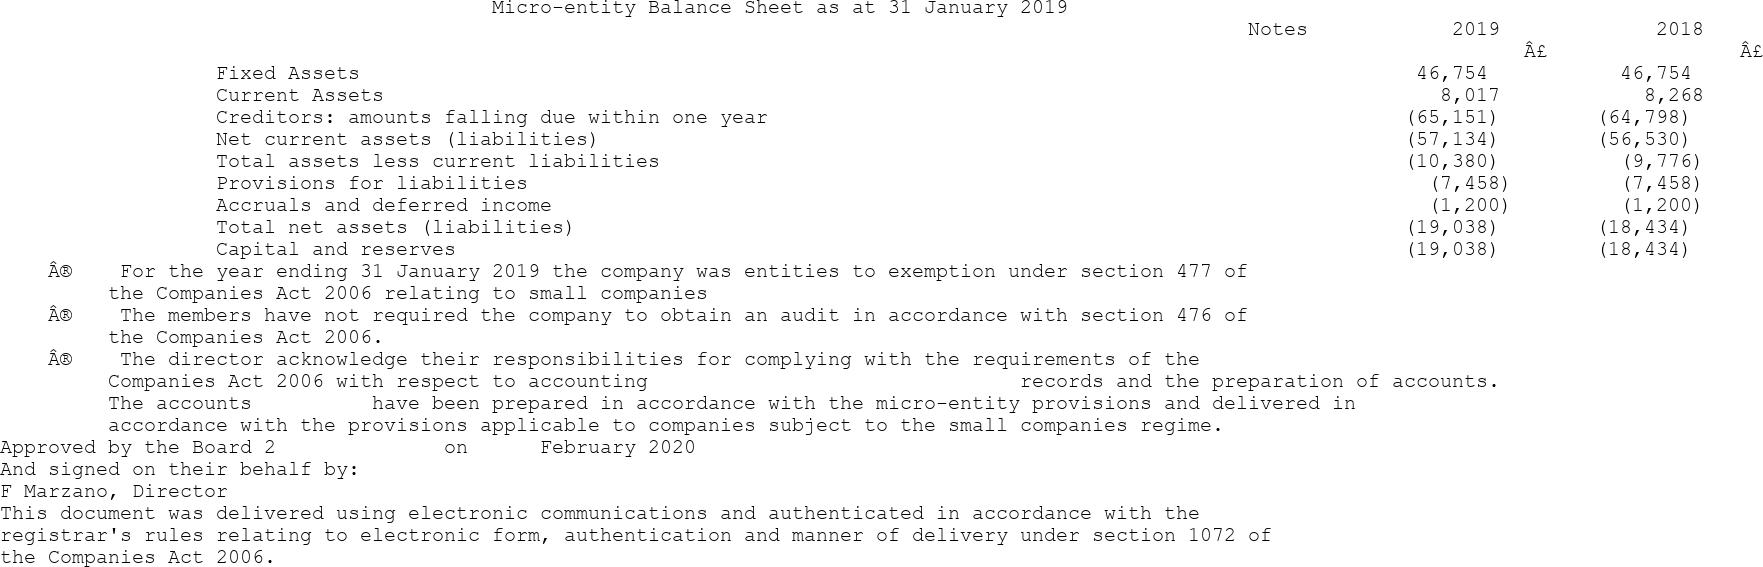 Micro-entity Balance Sheet as at 31 January 2019
Notes 2019 2018
Â£ Â£
Fixed Assets 46,754 46,754
Current Assets 8,017 8,268
Creditors: amounts falling due within one year (65,151) (64,798)
Net current assets (liabilities) (57,134) (56,530)
Total assets less current liabilities (10,380) (9,776)
Provisions for liabilities (7,458) (7,458)
Accruals and deferred income (1,200) (1,200)
Total net assets (liabilities) (19,038) (18,434)
Capital and reserves (19,038) (18,434)
Â® For the year ending 31 January 2019 the company was entities to exemption under section 477 of
the Companies Act 2006 relating to small companies
Â® The members have not required the company to obtain an audit in accordance with section 476 of
the Companies Act 2006.
Â® The director acknowledge their responsibilities for complying with the requirements of the
Companies Act 2006 with respect to accounting records and the preparation of accounts.
The accounts have been prepared in accordance with the micro-entity provisions and delivered in
accordance with the provisions applicable to companies subject to the small companies regime.
Approved by the Board 2 on February 2020
And signed on their behalf by:
F Marzano, Director
This document was delivered using electronic communications and authenticated in accordance with the
registrar's rules relating to electronic form, authentication and manner of delivery under section 1072 of
the Companies Act 2006.